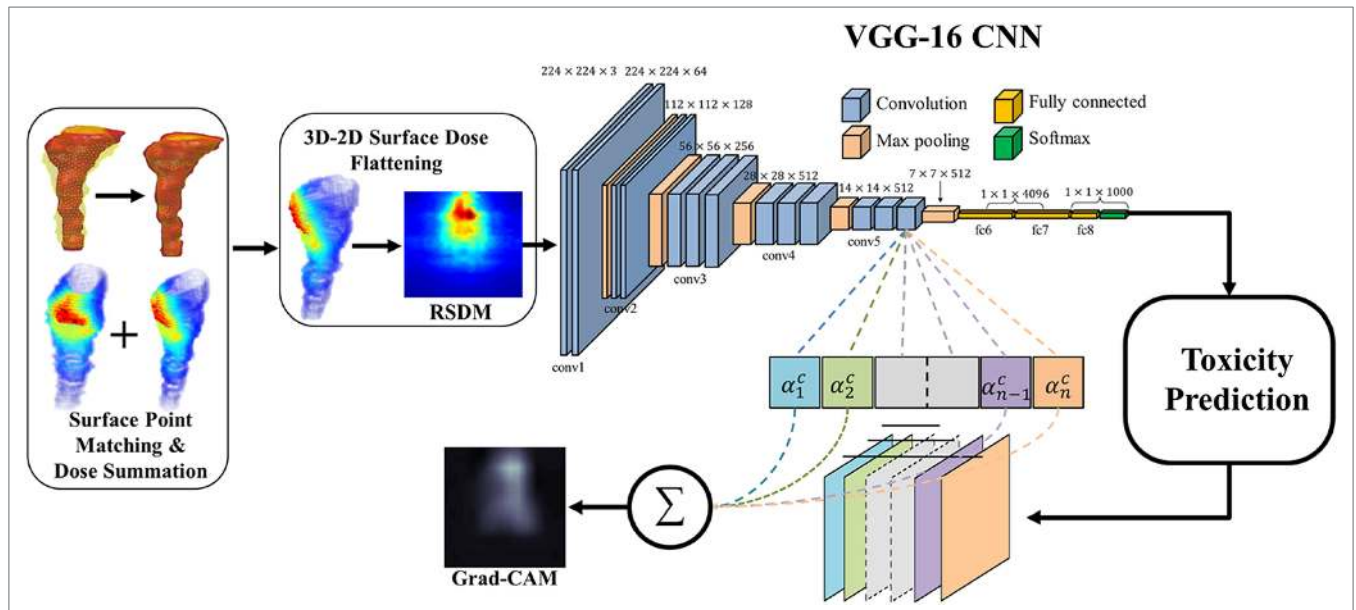 VGG-16 CNN
224 × 224 × 3
224 × 224 × 64
112 × 112 × 128
56 × 56 × 256
28 × 28 × 512
14 × 14 × 512
7 × 7 × 512
1 × 1 × 4096
1 × 1 × 1000
Convolution
Max pooling
Fully connected
Softmax
3D-2D Surface Dose
Flattening
RSDM
+
Surface Point
Matching &
Dose Summation
conv1
conv2
conv3
conv4
conv5
fc6
fc7
fc8
α₁ᶜ
α₂ᶜ
αₙ₋₁ᶜ
αₙᶜ
Toxicity
Prediction
Σ
Grad-CAM